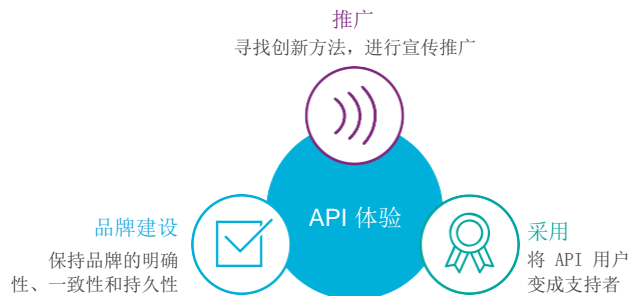 推广
寻找创新方法，进行宣传推广
API 体验
品牌建设
保持品牌的明确
性、一致性和持久性
采用
将 API 用户
变成支持者